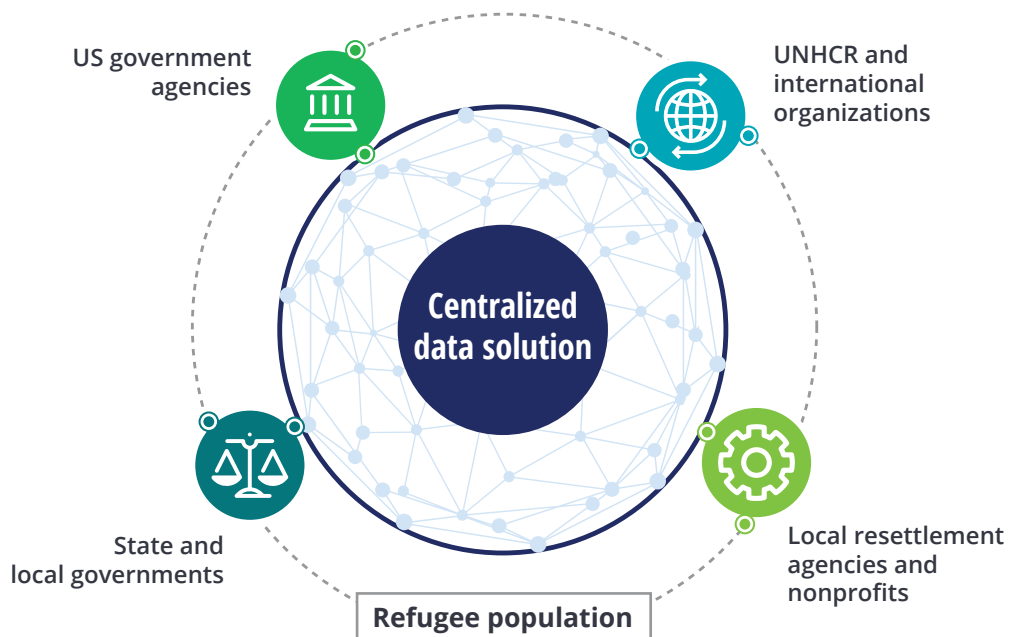 US government
agencies
UNHCR and
international
organizations
Centralized
data solution
State and
local governments
Local resettlement
agencies and
nonprofits
Refugee population